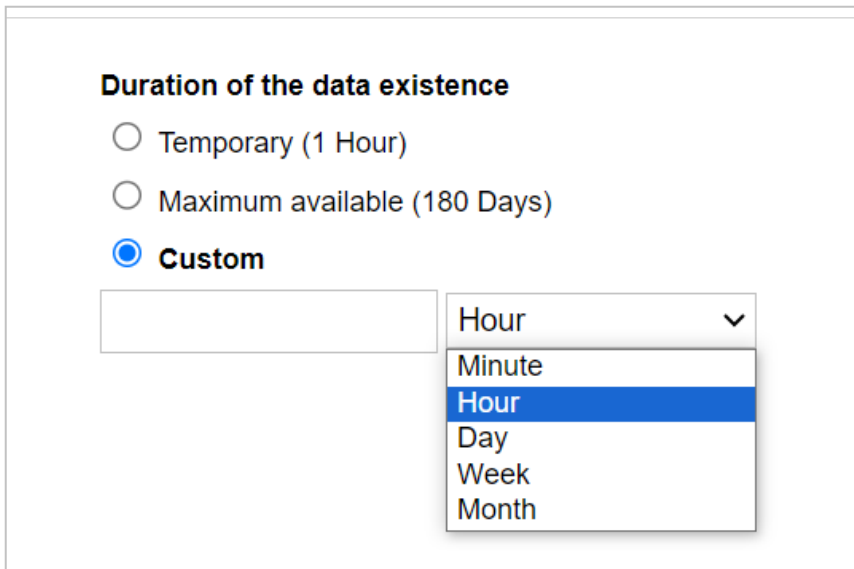 Duration of the data existence
Temporary (1 Hour)
Maximum available (180 Days)
Custom
Hour
Minute
Hour
Day
Week
Month